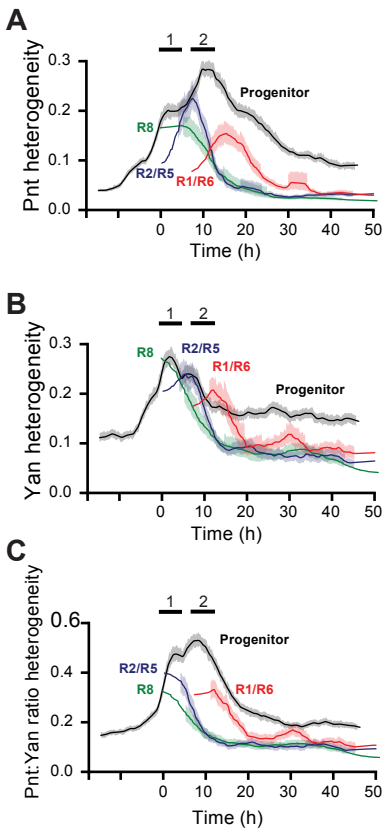 A
1 2
0.3
0.2
0.1
0.0
Pnt heterogeneity
Progenitor
R8
R2/R5
R1/R6
0 10 20 30 40 50
Time (h)
B
1 2
0.3
0.2
0.1
0.0
Yan heterogeneity
R8
R2/R5
R1/R6
Progenitor
0 10 20 30 40 50
Time (h)
C
1 2
0.6
0.4
0.2
0.0
Pnt:Yan ratio heterogeneity
Progenitor
R2/R5
R8
R1/R6
0 10 20 30 40 50
Time (h)